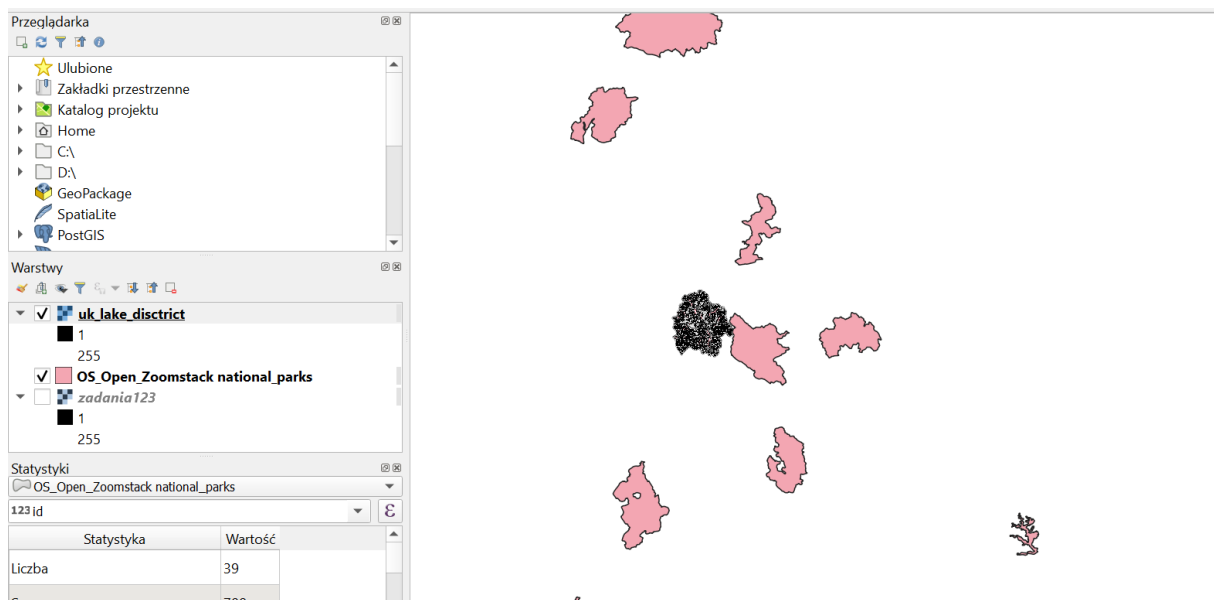 Przeglądarka
Ulubione
Zakładki przestrzenne
Katalog projektu
Home
C:\
D:\
GeoPackage
SpatiaLite
PostGIS
Warstwy
uk_lake_disctrict
1
255
OS_Open_Zoomstack national_parks
zadania123
1
255
Statystyki
OS_Open_Zoomstack national_parks
123 id
ε
Statystyka Wartość
Liczba 39